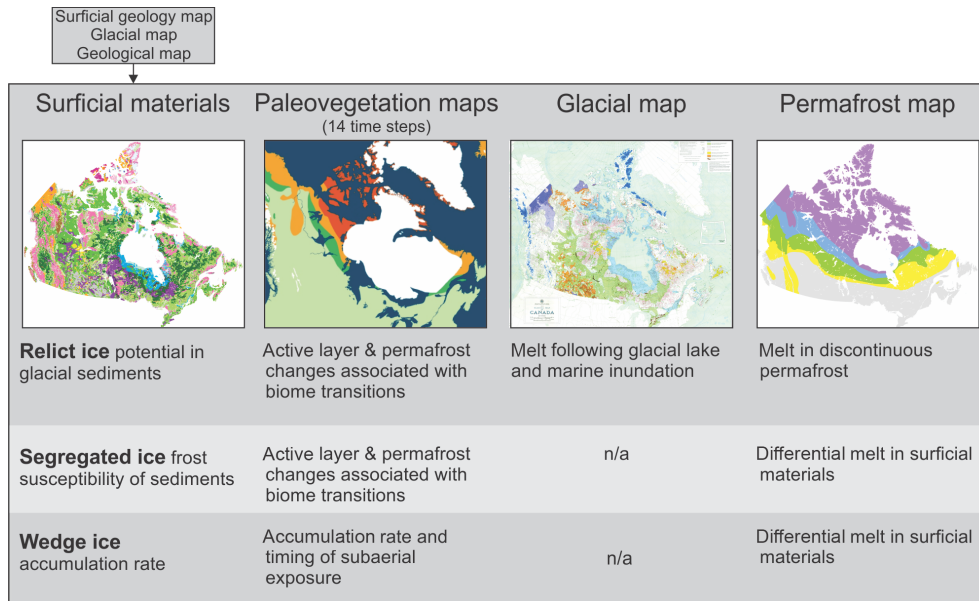 Surficial geology map
Glacial map
Geological map
Surficial materials
Paleovegetation maps
(14 time steps)
Glacial map
Permafrost map
CANADA
Relict ice potential in
glacial sediments
Active layer & permafrost
changes associated with
biome transitions
Melt following glacial lake
and marine inundation
Melt in discontinuous
permafrost
Segregated ice frost
susceptibility of sediments
Active layer & permafrost
changes associated with
biome transitions
n/a
Differential melt in surficial
materials
Wedge ice
accumulation rate
Accumulation rate and
timing of subaerial
exposure
n/a
Differential melt in surficial
materials